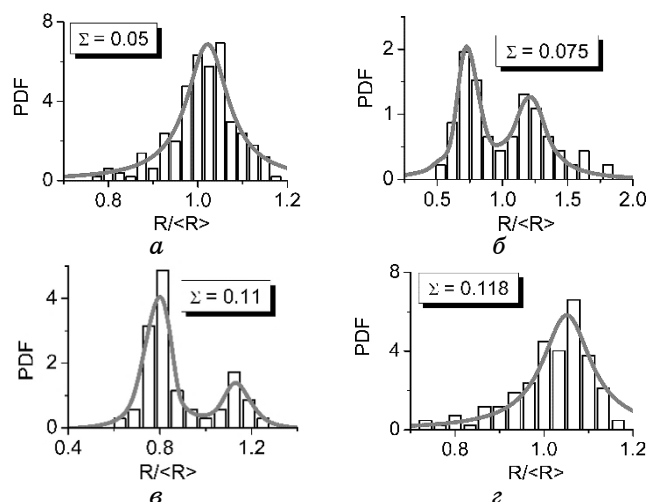 8
Σ = 0.05
4
PDF
0
0.8 1.0 1.2
R/<R>
а
2
Σ = 0.075
1
PDF
0
0.5 1.0 1.5 2.0
R/<R>
б
4
Σ = 0.11
2
PDF
0
0.4 0.8 1.2
R/<R>
в
8
Σ = 0.118
4
PDF
0
0.8 1.0 1.2
R/<R>
г